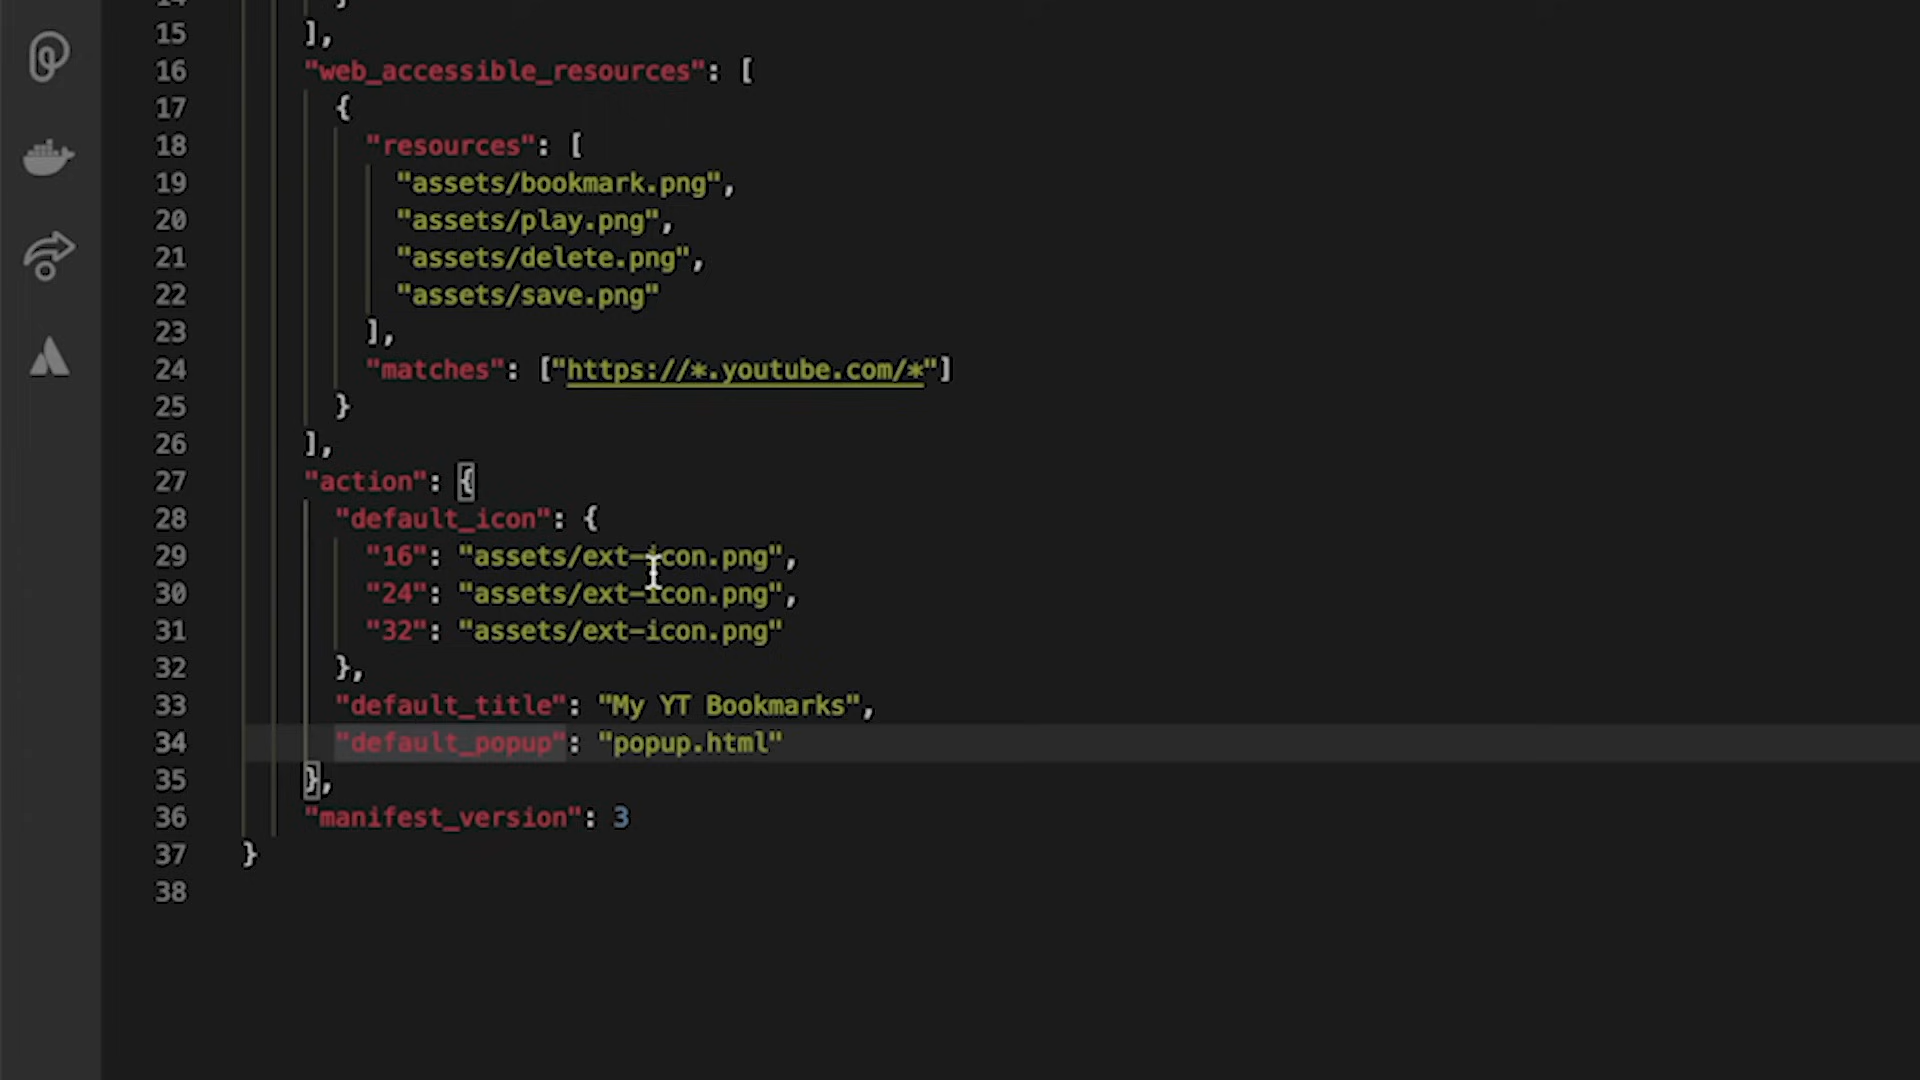 14 }
15 ],
16 "web_accessible_resources": [
17 {
18 "resources": [
19 "assets/bookmark.png",
20 "assets/play.png",
21 "assets/delete.png",
22 "assets/save.png"
23 ],
24 "matches": ["https://*.youtube.com/*"]
25 }
26 ],
27 "action": {
28 "default_icon": {
29 "16": "assets/ext-icon.png",
30 "24": "assets/ext-icon.png",
31 "32": "assets/ext-icon.png"
32 },
33 "default_title": "My YT Bookmarks",
34 "default_popup": "popup.html"
35 },
36 "manifest_version": 3
37 }
38